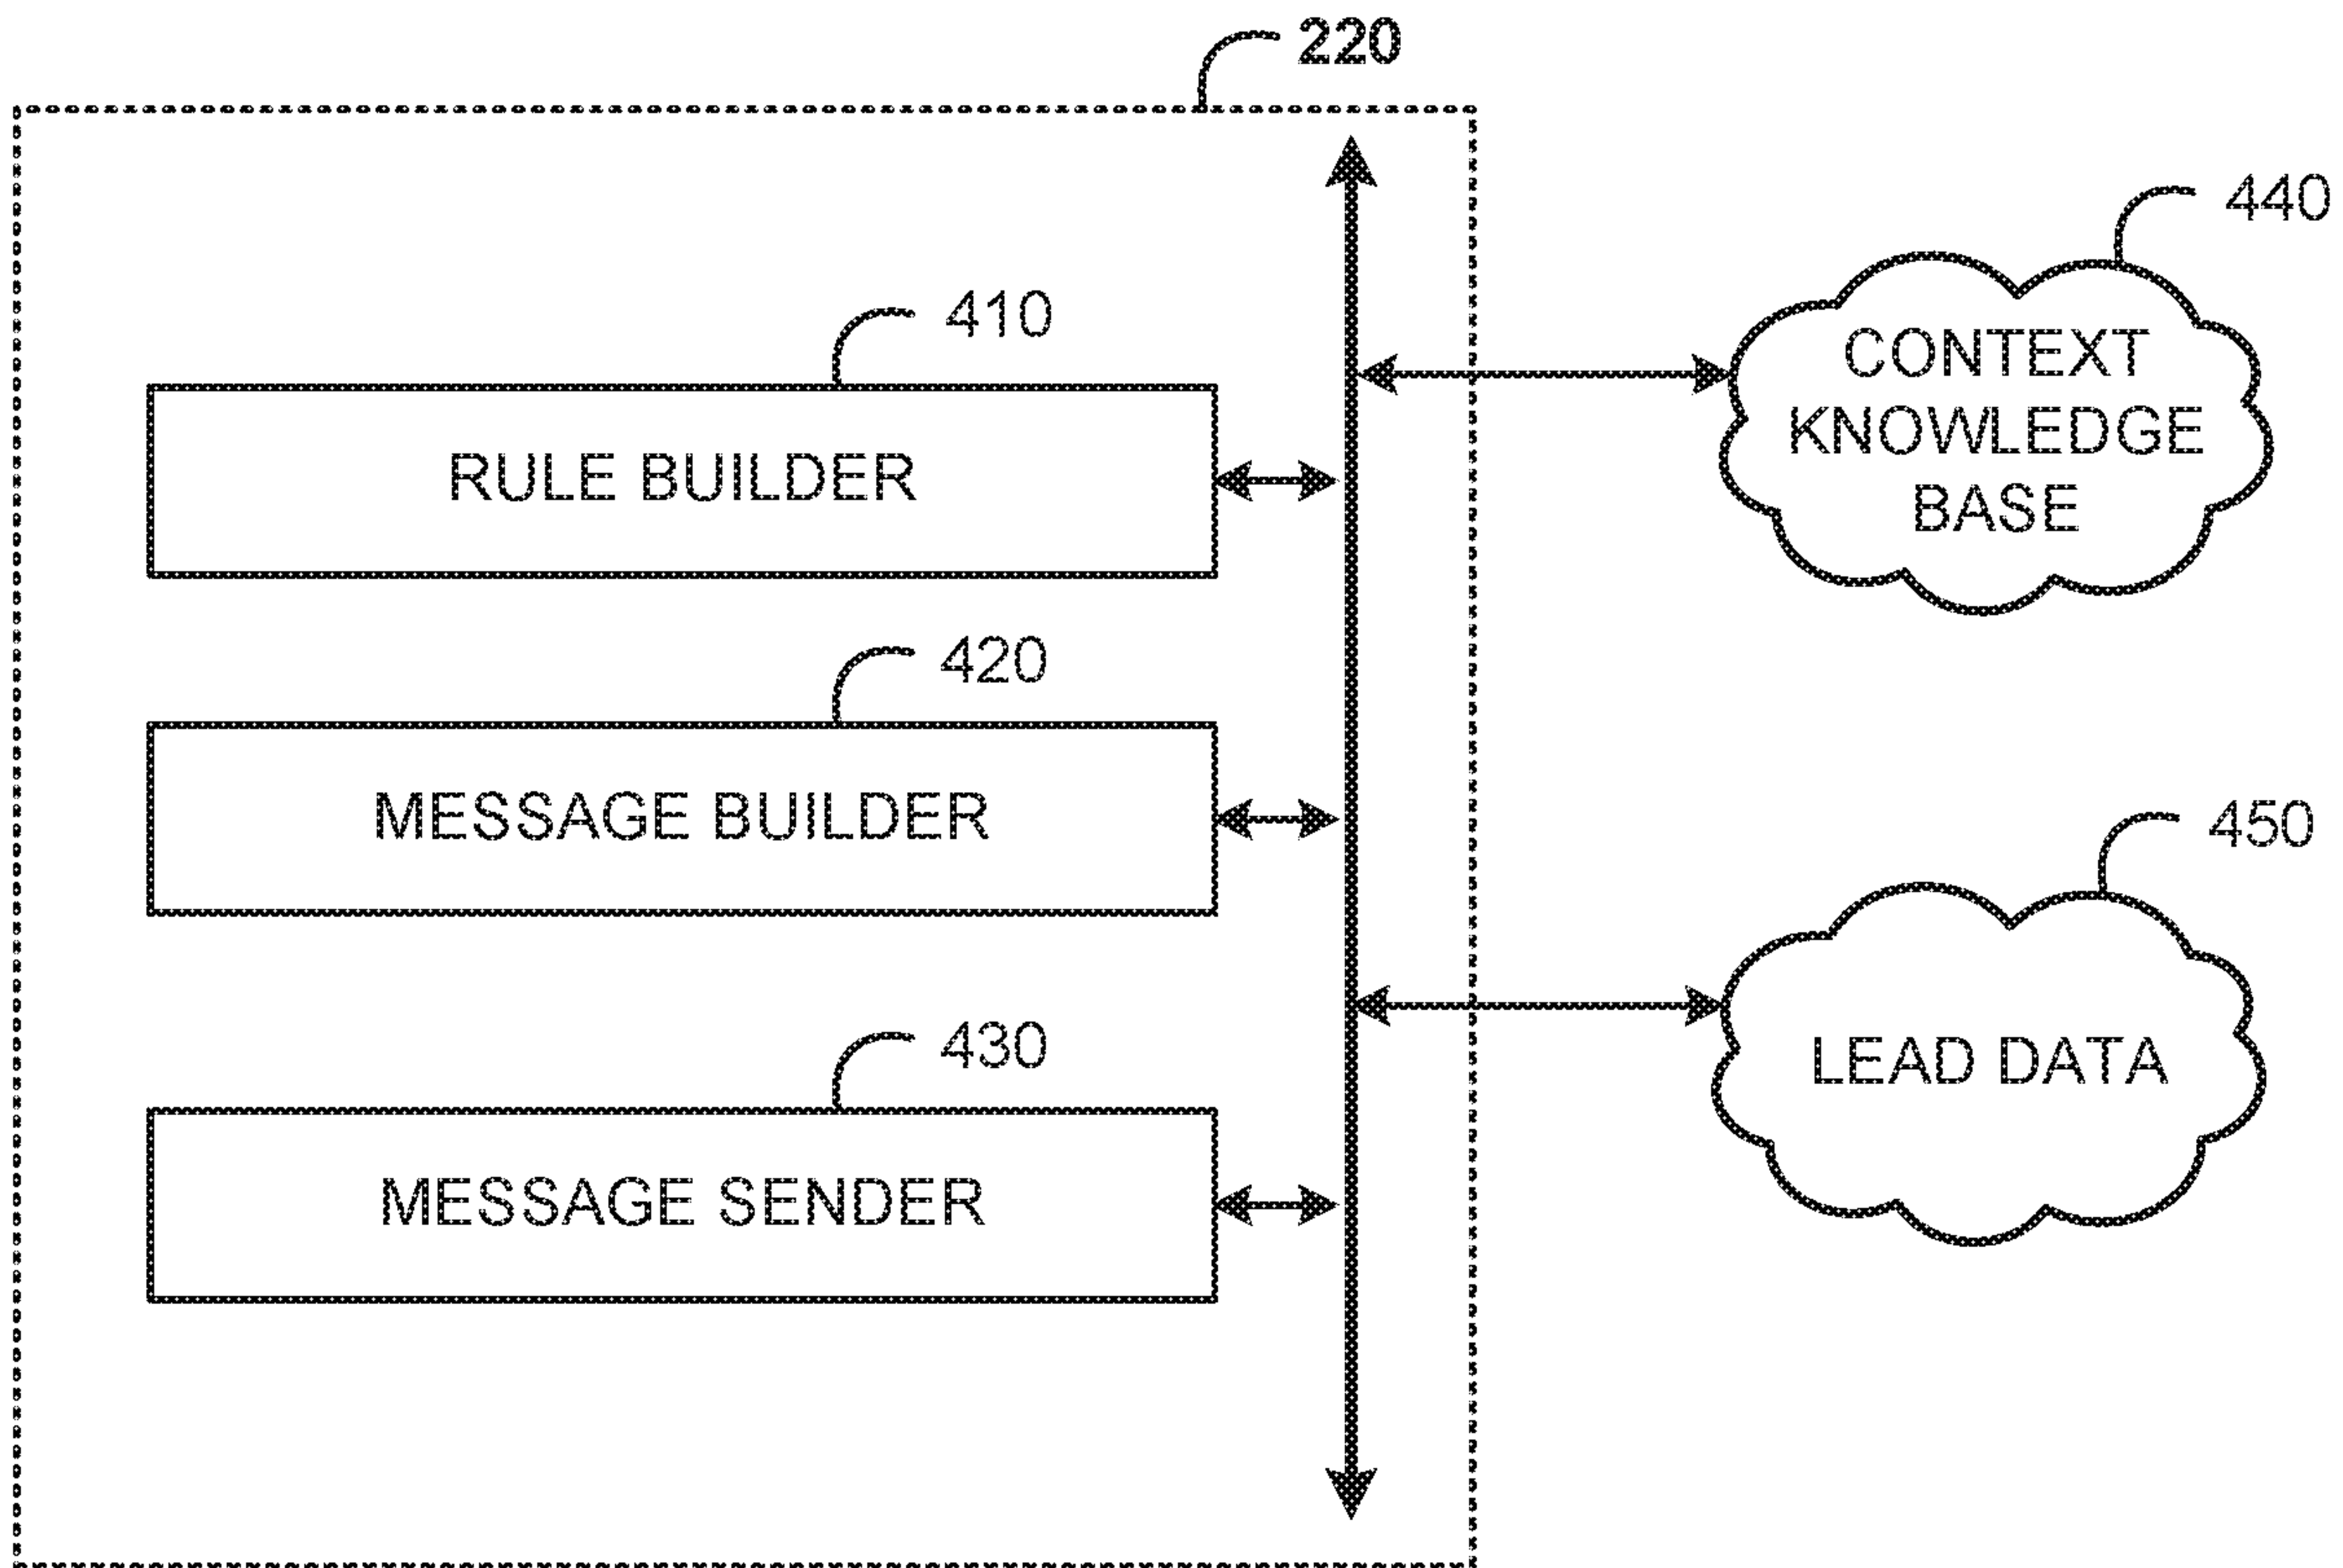 220
440
410
CONTEXT
KNOWLEDGE
BASE
RULE BUILDER
420
MESSAGE BUILDER
450
430
LEAD DATA
MESSAGE SENDER